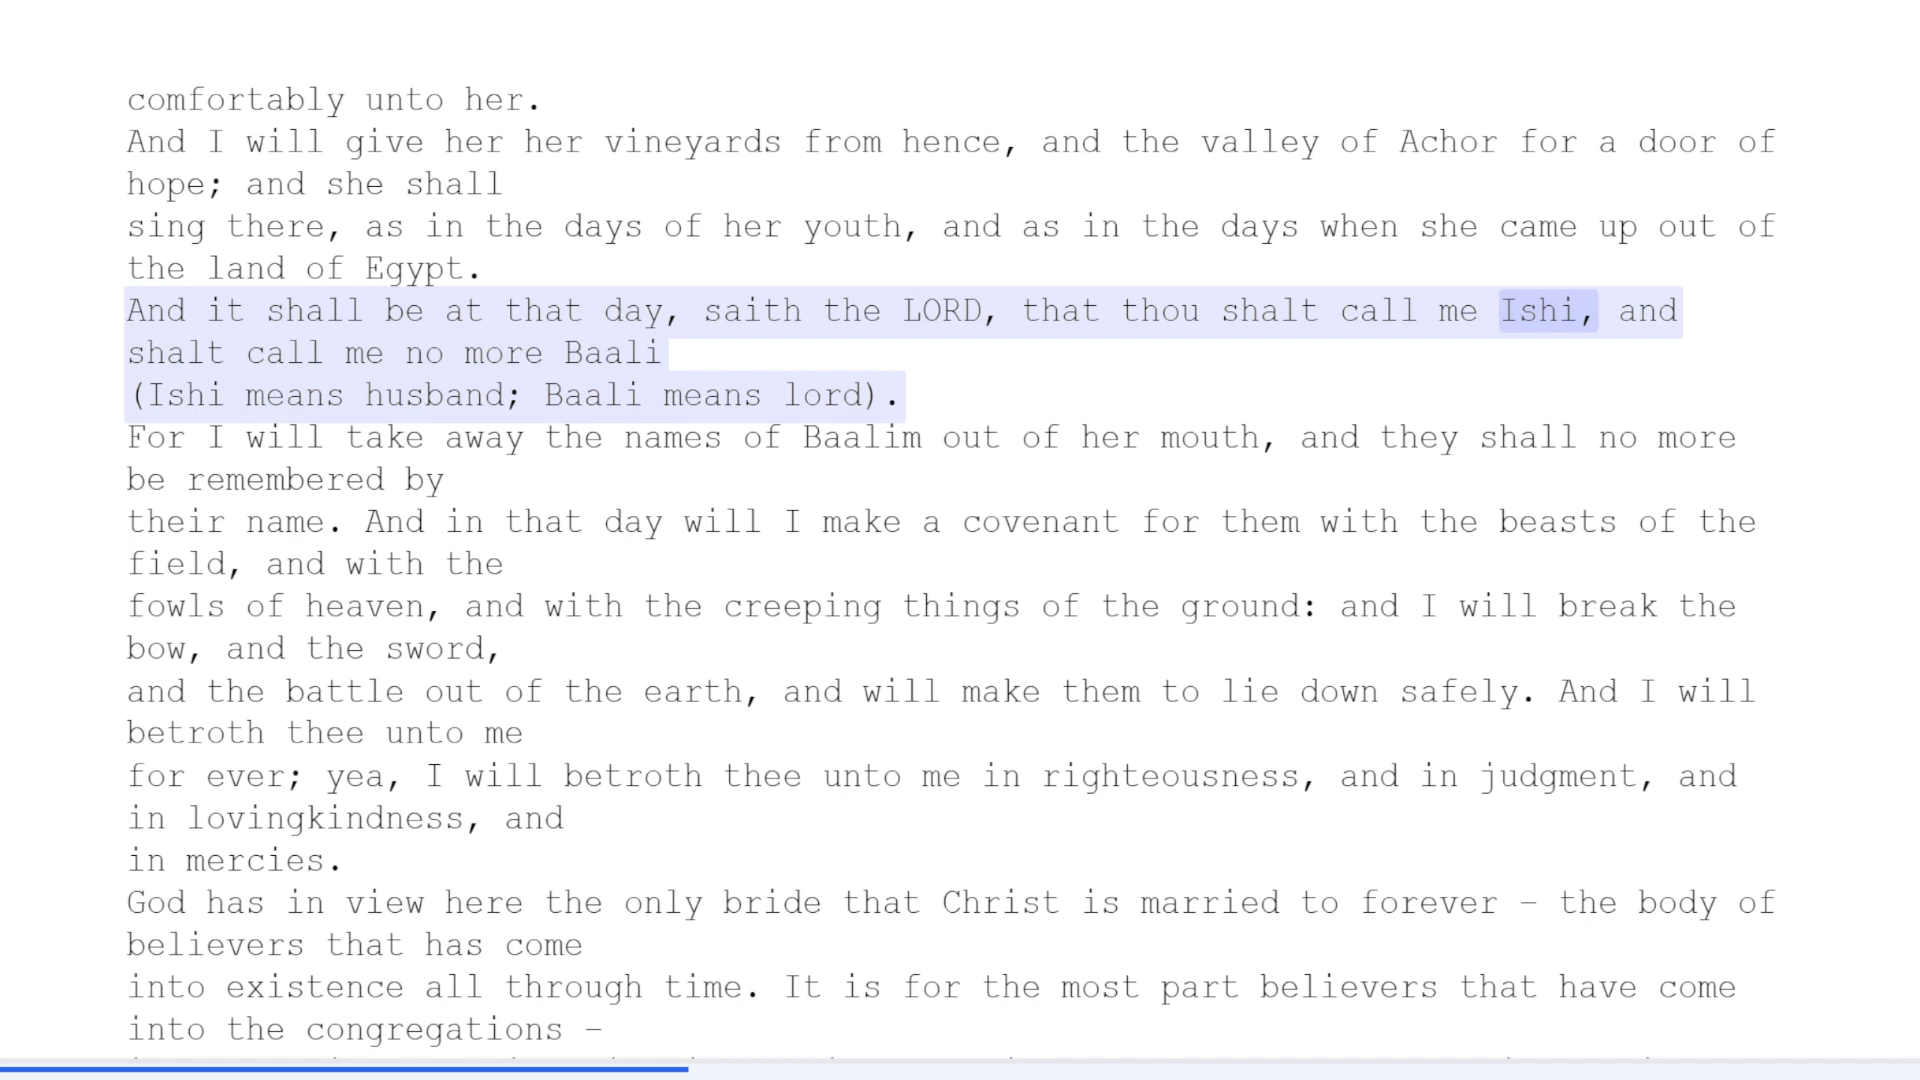 comfortably unto her.
And I will give her her vineyards from hence, and the valley of Achor for a door of
hope; and she shall
sing there, as in the days of her youth, and as in the days when she came up out of
the land of Egypt.
And it shall be at that day, saith the LORD, that thou shalt call me Ishi, and
shalt call me no more Baali
(Ishi means husband; Baali means lord).
For I will take away the names of Baalim out of her mouth, and they shall no more
be remembered by
their name. And in that day will I make a covenant for them with the beasts of the
field, and with the
fowls of heaven, and with the creeping things of the ground: and I will break the
bow, and the sword,
and the battle out of the earth, and will make them to lie down safely. And I will
betroth thee unto me
for ever; yea, I will betroth thee unto me in righteousness, and in judgment, and
in lovingkindness, and
in mercies.
God has in view here the only bride that Christ is married to forever – the body of
believers that has come
into existence all through time. It is for the most part believers that have come
into the congregations –